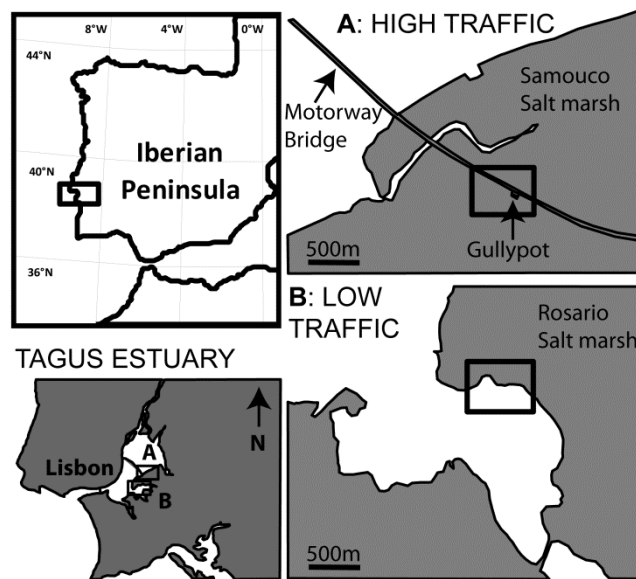 8°W
4°W
0°W
44°N
40°N
36°N
Iberian
Peninsula
A: HIGH TRAFFIC
Motorway
Bridge
Samouco
Salt marsh
Gullypot
500m
TAGUS ESTUARY
Lisbon
A
B
N
B: LOW
TRAFFIC
Rosario
Salt marsh
500m